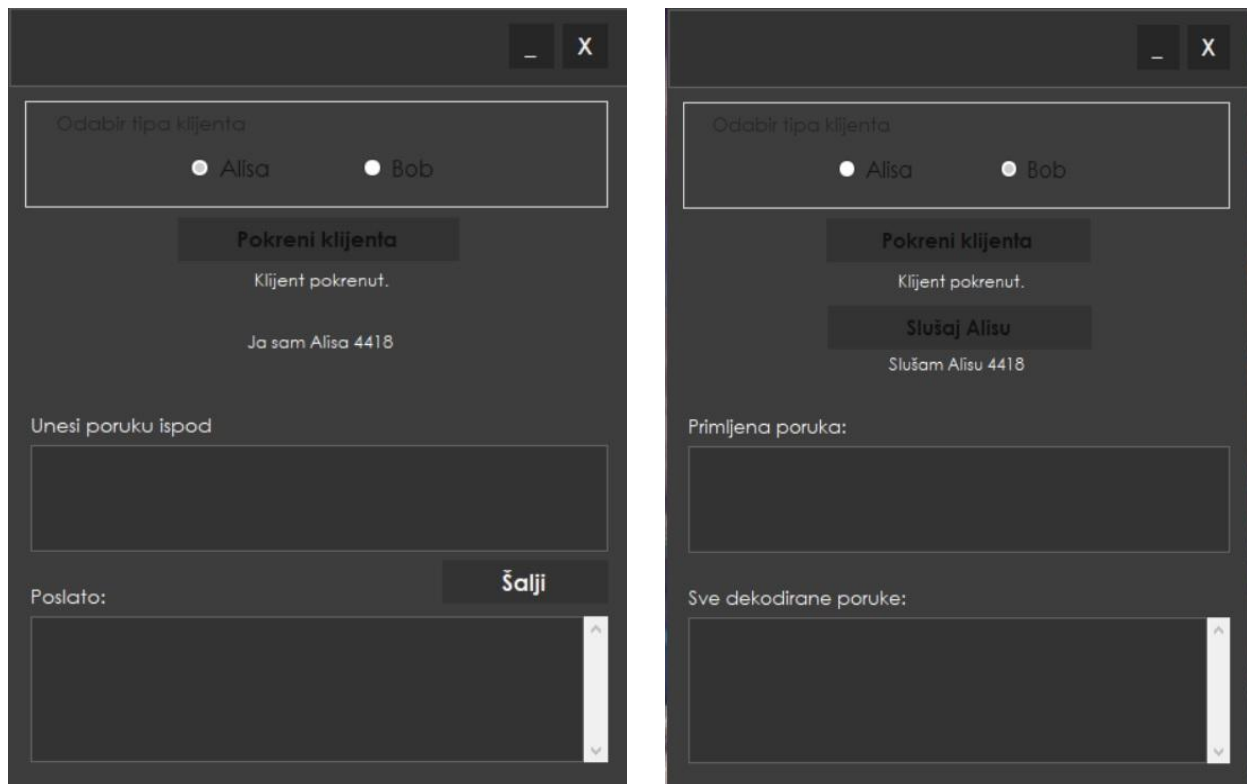 _ X
Odabir tipa klijenta
Alisa Bob
Pokreni klijenta
Klijent pokrenut.
Ja sam Alisa 4418
Unesi poruku ispod
Šalji
Poslato:
_ X
Odabir tipa klijenta
Alisa Bob
Pokreni klijenta
Klijent pokrenut.
Slušaj Alisu
Slušam Alisu 4418
Primljena poruka:
Sve dekodirane poruke: